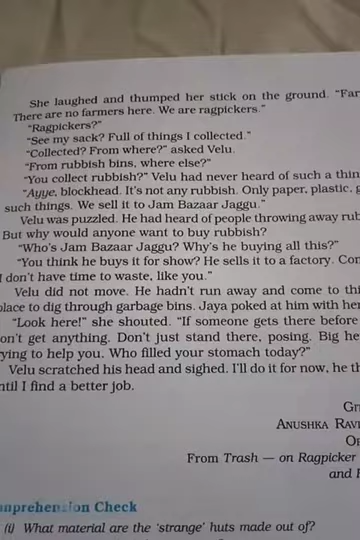 She laughed and thumped her stick on the ground. "Far
There are no farmers here. We are ragpickers."
"Ragpickers?"
"See my sack? Full of things I collected."
"Collected? From where?" asked Velu.
"From rubbish bins, where else?"
"You collect rubbish?" Velu had never heard of such a thin
"Ayye, blockhead. It's not any rubbish. Only paper, plastic, g
such things. We sell it to Jam Bazaar Jaggu."
Velu was puzzled. He had heard of people throwing away rub
But why would anyone want to buy rubbish?
"Who's Jam Bazaar Jaggu? Why's he buying all this?"
"You think he buys it for show? He sells it to a factory. Com
I don't have time to waste, like you."
Velu did not move. He hadn't run away and come to thi
place to dig through garbage bins. Jaya poked at him with her
"Look here!" she shouted. "If someone gets there before
on't get anything. Don't just stand there, posing. Big he
rying to help you. Who filled your stomach today?"
Velu scratched his head and sighed. I'll do it for now, he th
ntil I find a better job.
ANUSHKA RAVI
From Trash — on Ragpicker
and
mprehension Check
(i) What material are the 'strange' huts made out of?